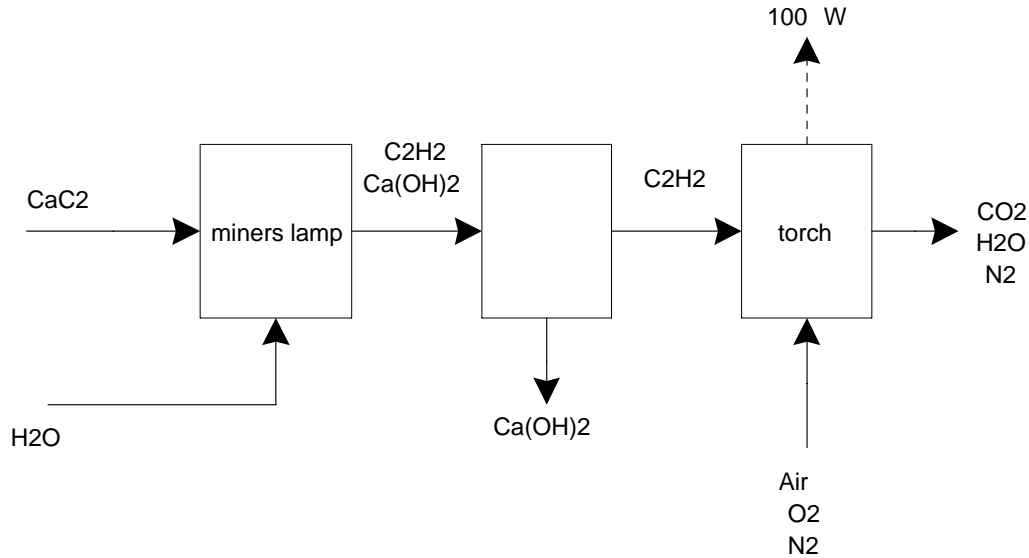 100 W
C2H2
Ca(OH)2
C2H2
CaC2
miners lamp
torch
CO2
H2O
N2
H2O
Ca(OH)2
Air
O2
N2